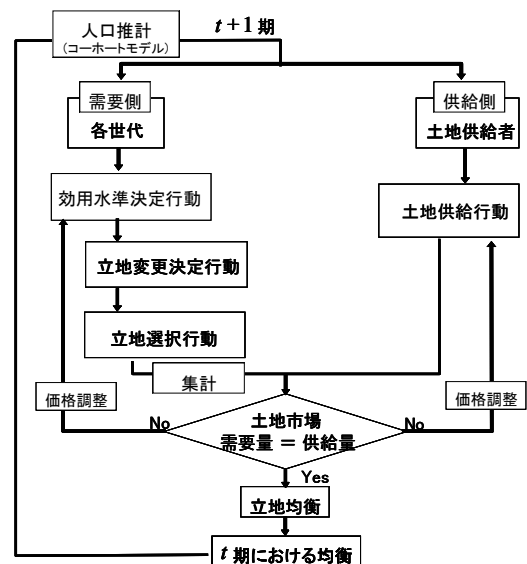 人口推計
(コーホートモデル)
t+1 期
需要側
各世代
供給側
土地供給者
効用水準決定行動
土地供給行動
立地変更決定行動
立地選択行動
集計
価格調整
価格調整
No
土地市場
需要量 = 供給量
No
Yes
立地均衡
t 期における均衡